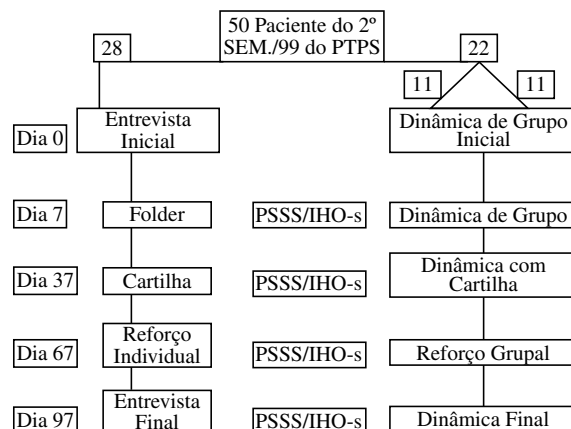 50 Paciente do 2º
SEM./99 do PTPS
28
22
11
11
Dia 0
Entrevista
Inicial
Dinâmica de Grupo
Inicial
Dia 7
Folder
PSSS/IHO-s
Dinâmica de Grupo
Dia 37
Cartilha
PSSS/IHO-s
Dinâmica com
Cartilha
Dia 67
Reforço
Individual
PSSS/IHO-s
Reforço Grupal
Dia 97
Entrevista
Final
PSSS/IHO-s
Dinâmica Final